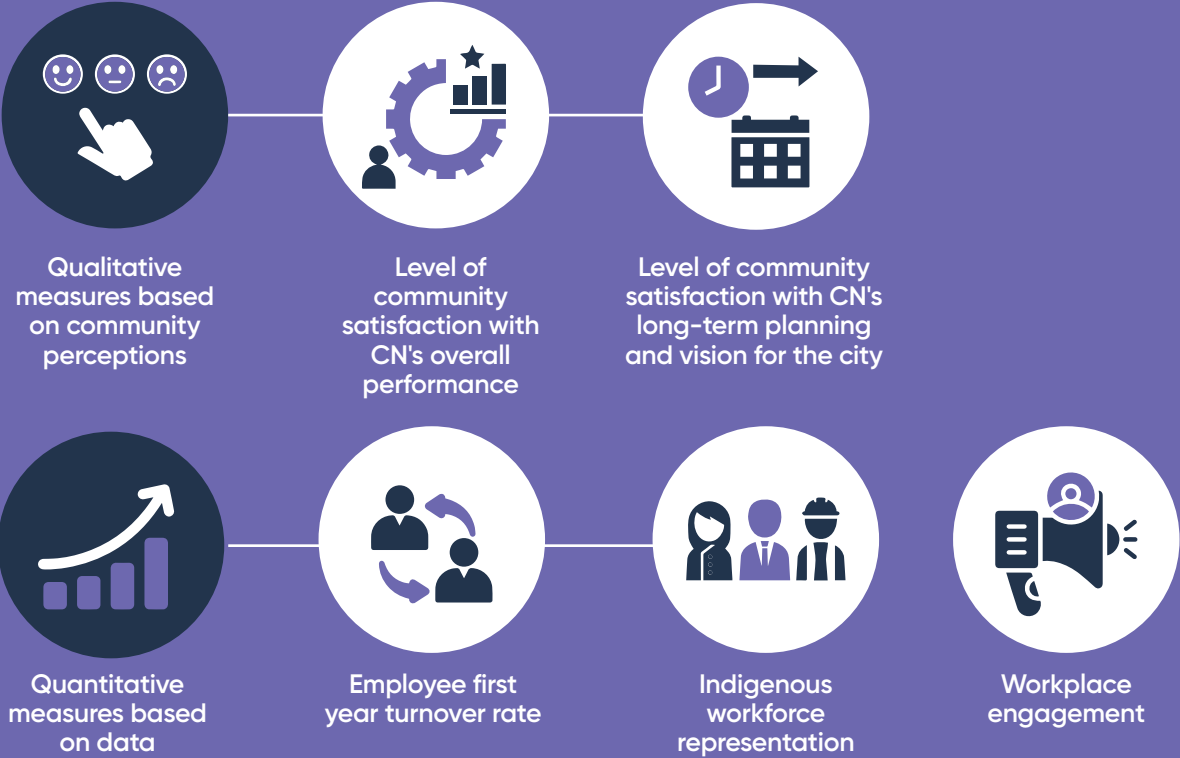 Qualitative
measures based
on community
perceptions
Level of
community
satisfaction with
CN's overall
performance
Level of community
satisfaction with CN's
long-term planning
and vision for the city
Quantitative
measures based
on data
Employee first
year turnover rate
Indigenous
workforce
representation
Workplace
engagement